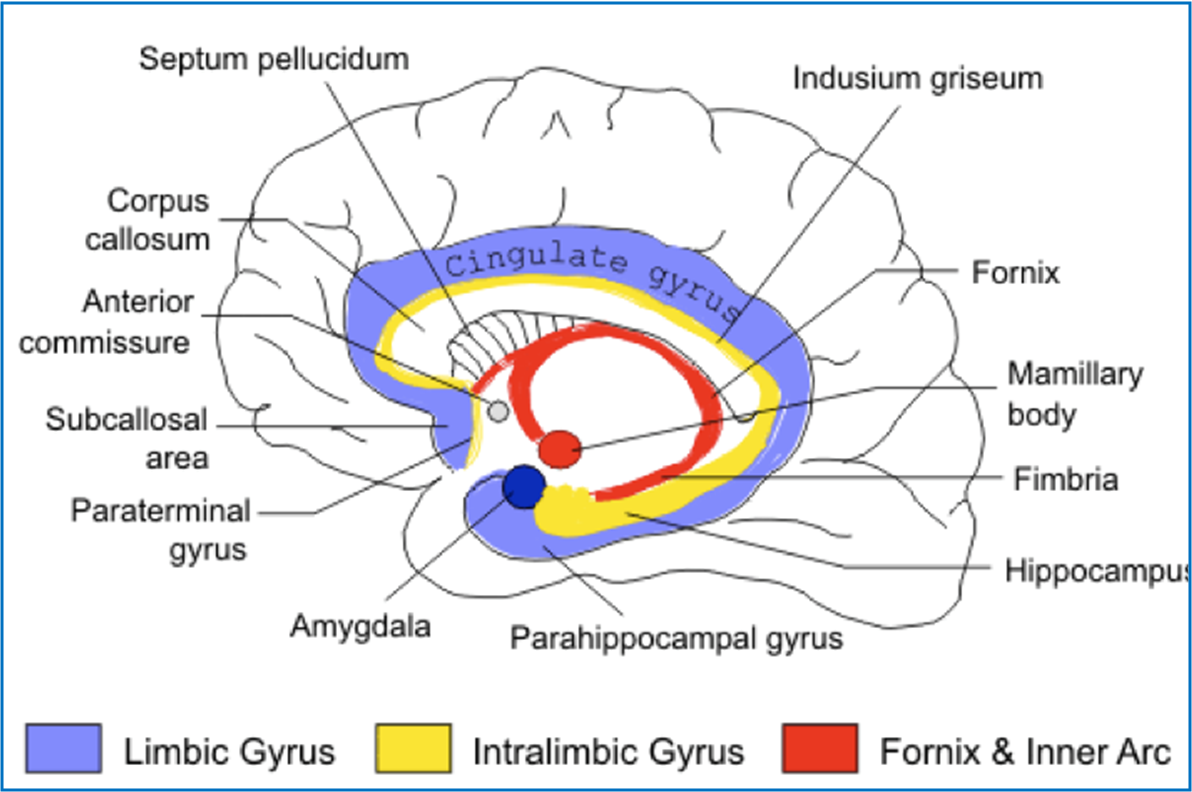 Septum pellucidum
Indusium griseum
Corpus
callosum
Cingulate gyrus
Fornix
Anterior
commissure
Mamillary
body
Subcallosal
area
Fimbria
Paraterminal
gyrus
Hippocampus
Amygdala
Parahippocampal gyrus
Limbic Gyrus
Intralimbic Gyrus
Fornix & Inner Arc